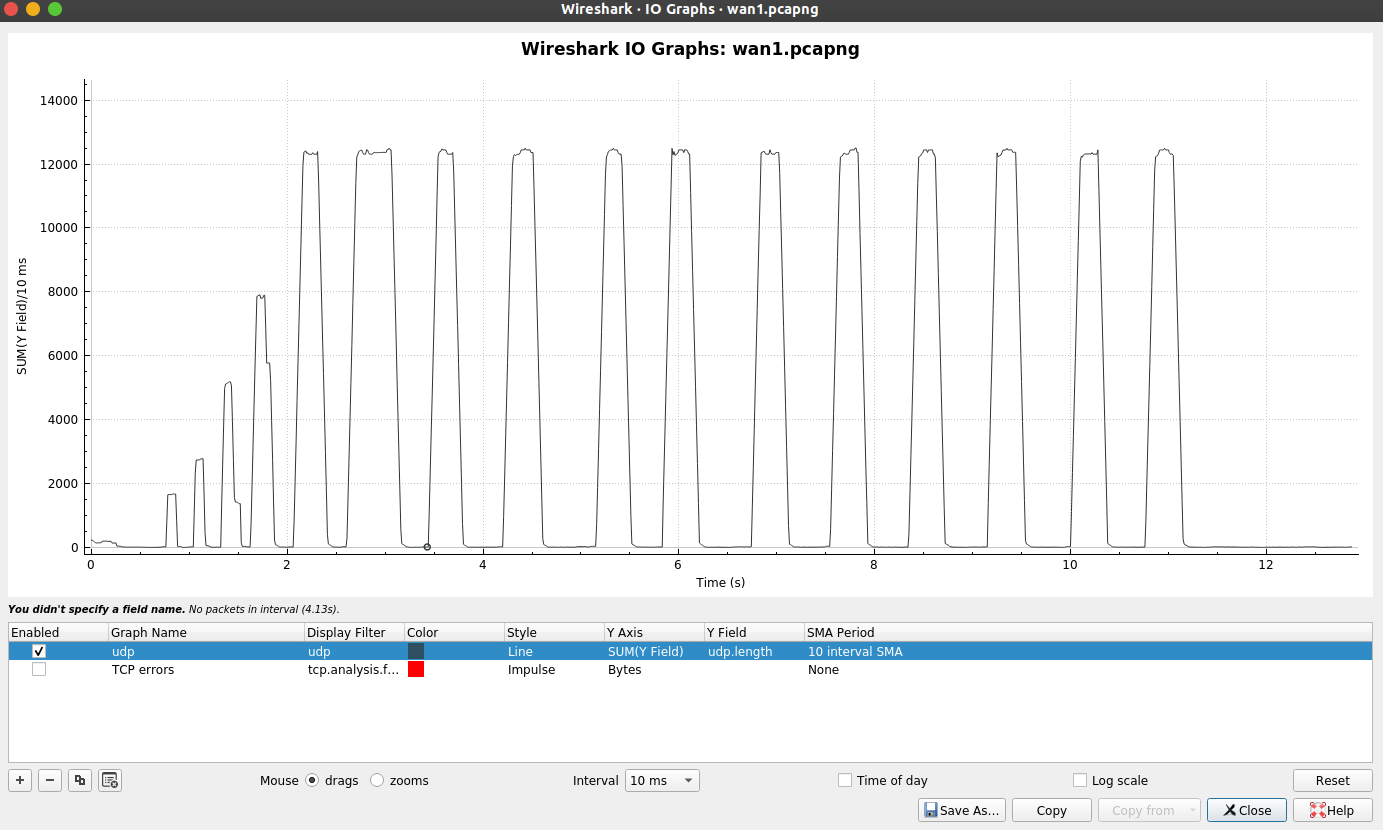 Wireshark · IO Graphs · wan1.pcapng
Wireshark IO Graphs: wan1.pcapng
14000
12000
10000
8000
6000
4000
2000
0
SUM(Y Field)/10 ms
0 2 4 6 8 10 12
Time (s)
You didn't specify a field name. No packets in interval (4.13s).
Enabled Graph Name Display Filter Color Style Y Axis Y Field SMA Period
udp udp Line SUM(Y Field) udp.length 10 interval SMA
TCP errors tcp.analysis.f... Impulse Bytes None
Mouse drags zooms Interval 10 ms Time of day Log scale Reset
Save As... Copy Copy from Close Help